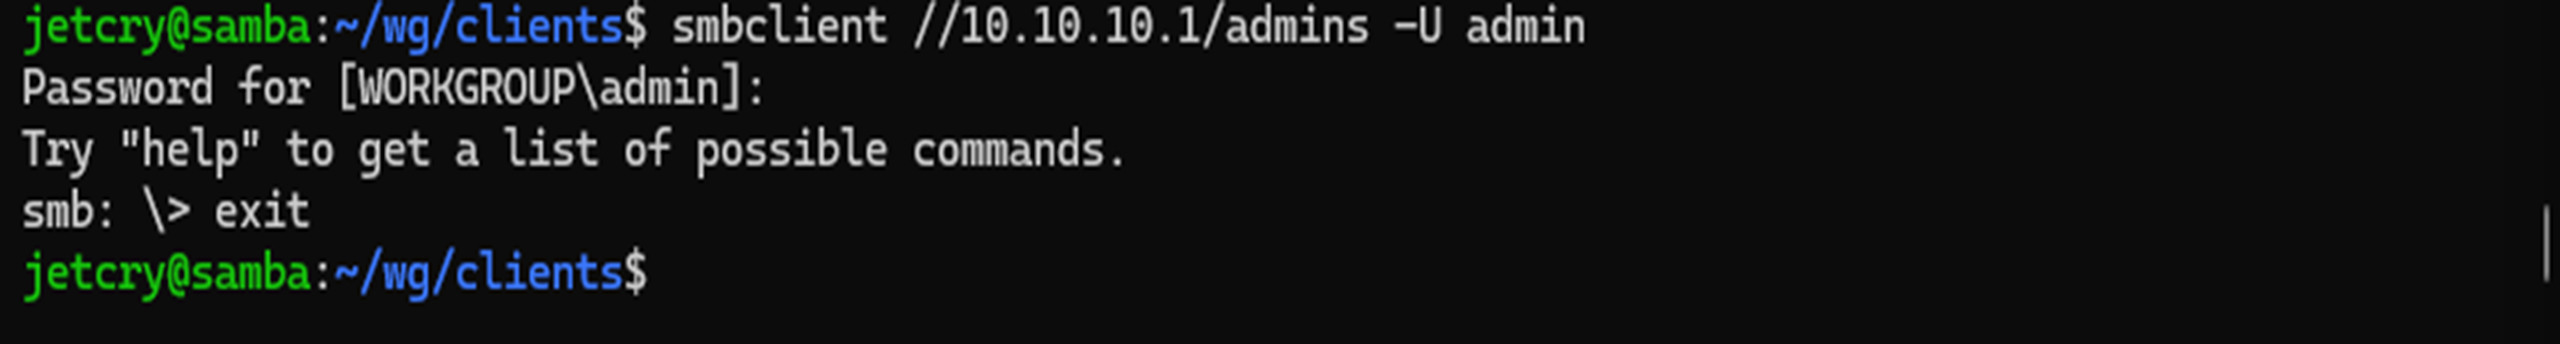 jetcry@samba:~/wg/clients$ smbclient //10.10.10.1/admins -U admin
Password for [WORKGROUP\admin]:
Try "help" to get a list of possible commands.
smb: \> exit
jetcry@samba:~/wg/clients$